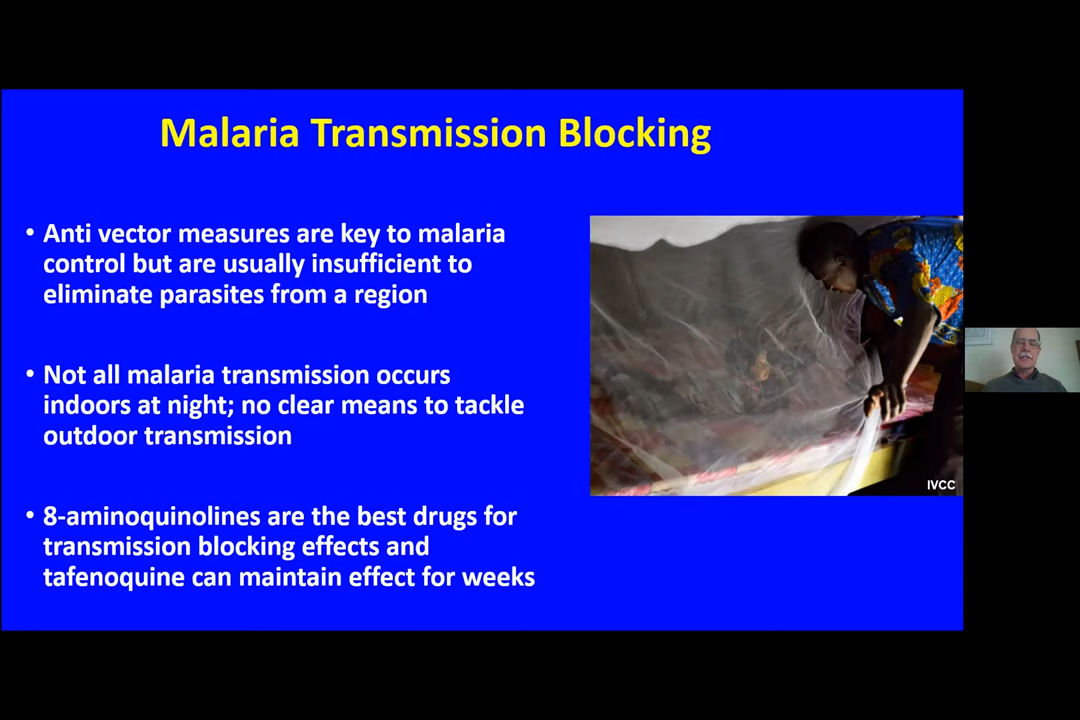 Malaria Transmission Blocking
• Anti vector measures are key to malaria
control but are usually insufficient to
eliminate parasites from a region
• Not all malaria transmission occurs
indoors at night; no clear means to tackle
outdoor transmission
• 8-aminoquinolines are the best drugs for
transmission blocking effects and
tafenoquine can maintain effect for weeks
IVCC